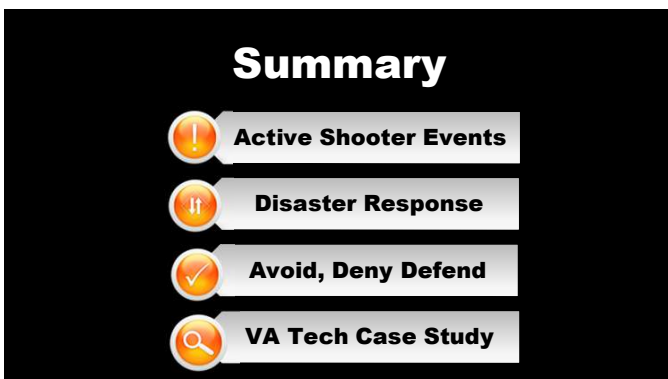 Summary
Active Shooter Events
Disaster Response
Avoid, Deny Defend
VA Tech Case Study